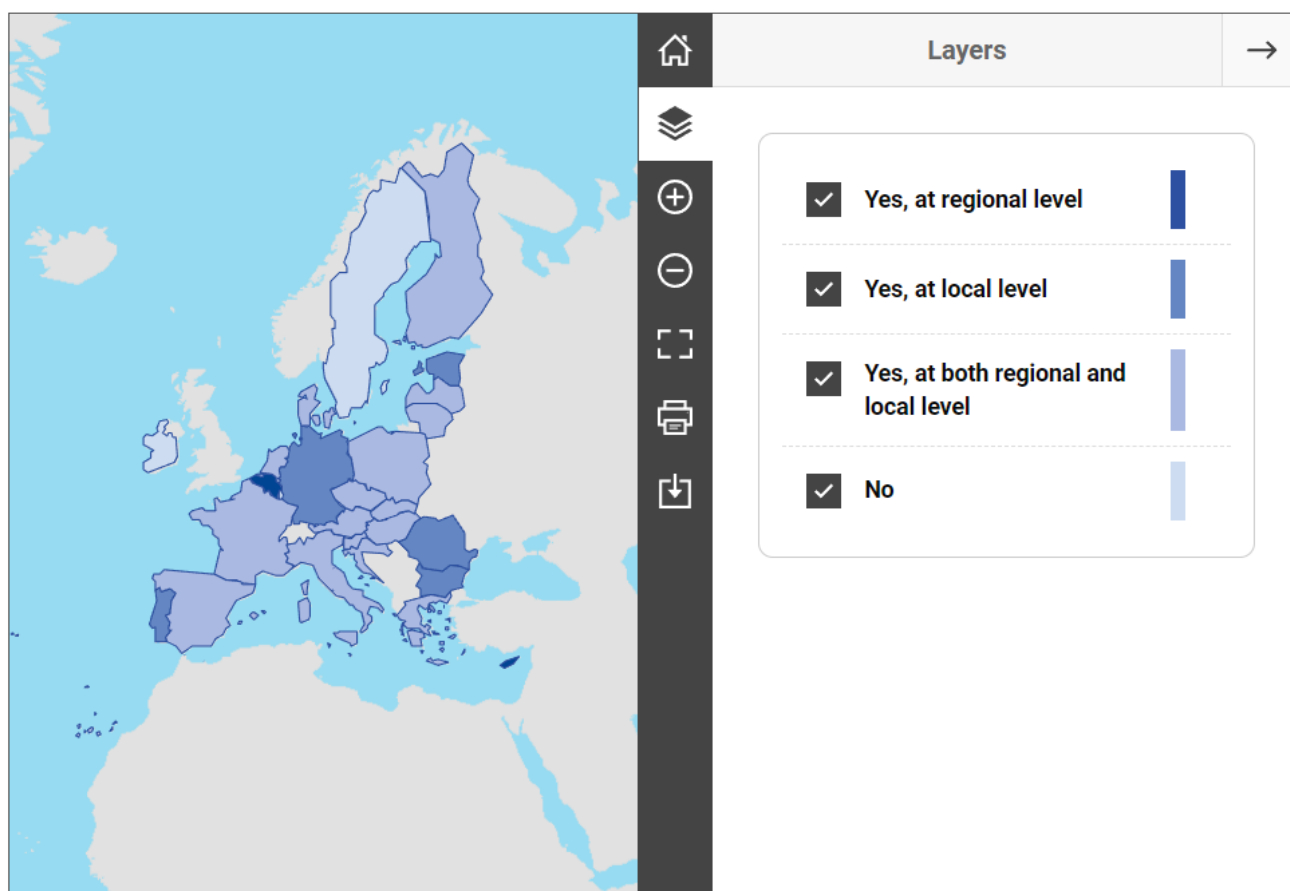 Layers
Yes, at regional level
Yes, at local level
Yes, at both regional and
local level
No